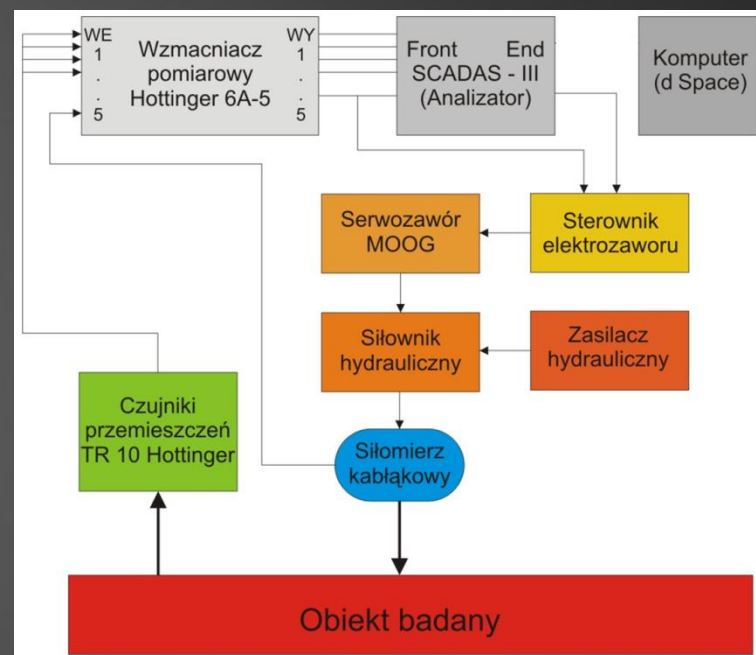 WE
1
.
.
5
Wzmacniacz
pomiarowy
Hottinger 6A-5
WY
1
.
.
5
Front End
SCADAS - III
(Analizator)
Komputer
(d Space)
Serwozawór
MOOG
Sterownik
elektrozaworu
Siłownik
hydrauliczny
Zasilacz
hydrauliczny
Czujniki
przemieszczeń
TR 10 Hottinger
Siłomierz
kabłąkowy
Obiekt badany